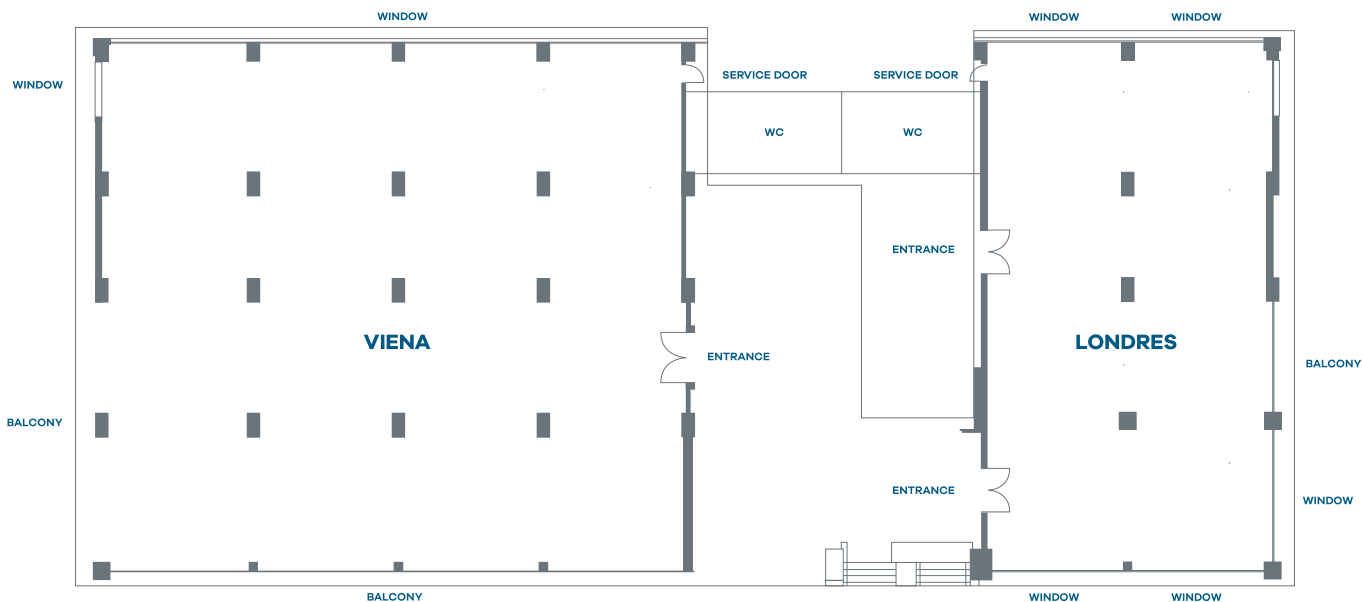 WINDOW
WINDOW WINDOW
WINDOW
SERVICE DOOR
SERVICE DOOR
WC
WC
ENTRANCE
VIENA
LONDRES
ENTRANCE
BALCONY
BALCONY
ENTRANCE
WINDOW
BALCONY
WINDOW WINDOW